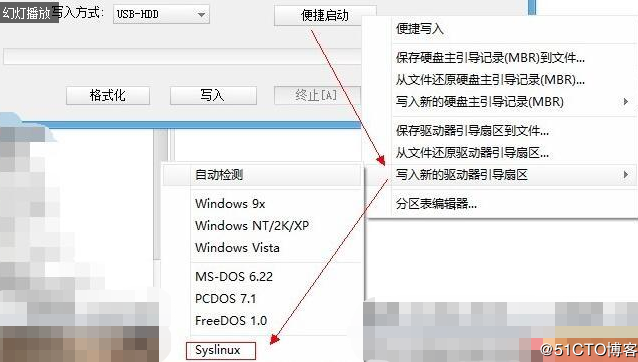 幻灯播放
写入方式: USB-HDD 便捷启动
格式化 写入 终止[A]
便捷写入
保存硬盘主引导记录(MBR)到文件...
从文件还原硬盘主引导记录(MBR)...
写入新的硬盘主引导记录(MBR)
保存驱动器引导扇区到文件...
从文件还原驱动器引导扇区...
写入新的驱动器引导扇区
分区表编辑器...
自动检测
Windows 9x
Windows NT/2K/XP
Windows Vista
MS-DOS 6.22
PCDOS 7.1
FreeDOS 1.0
Syslinux
@51CTO博客